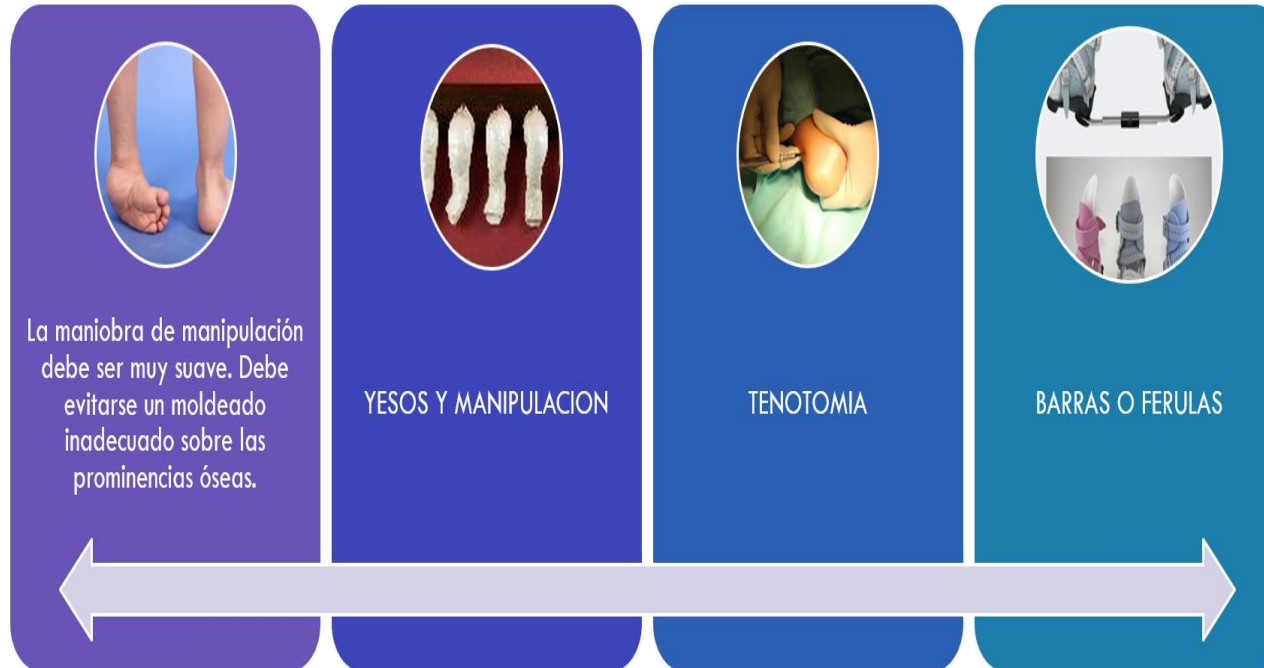 La maniobra de manipulación
debe ser muy suave. Debe
evitarse un moldeado
inadecuado sobre las
prominencias óseas.
YESOS Y MANIPULACION
TENOTOMIA
BARRAS O FERULAS